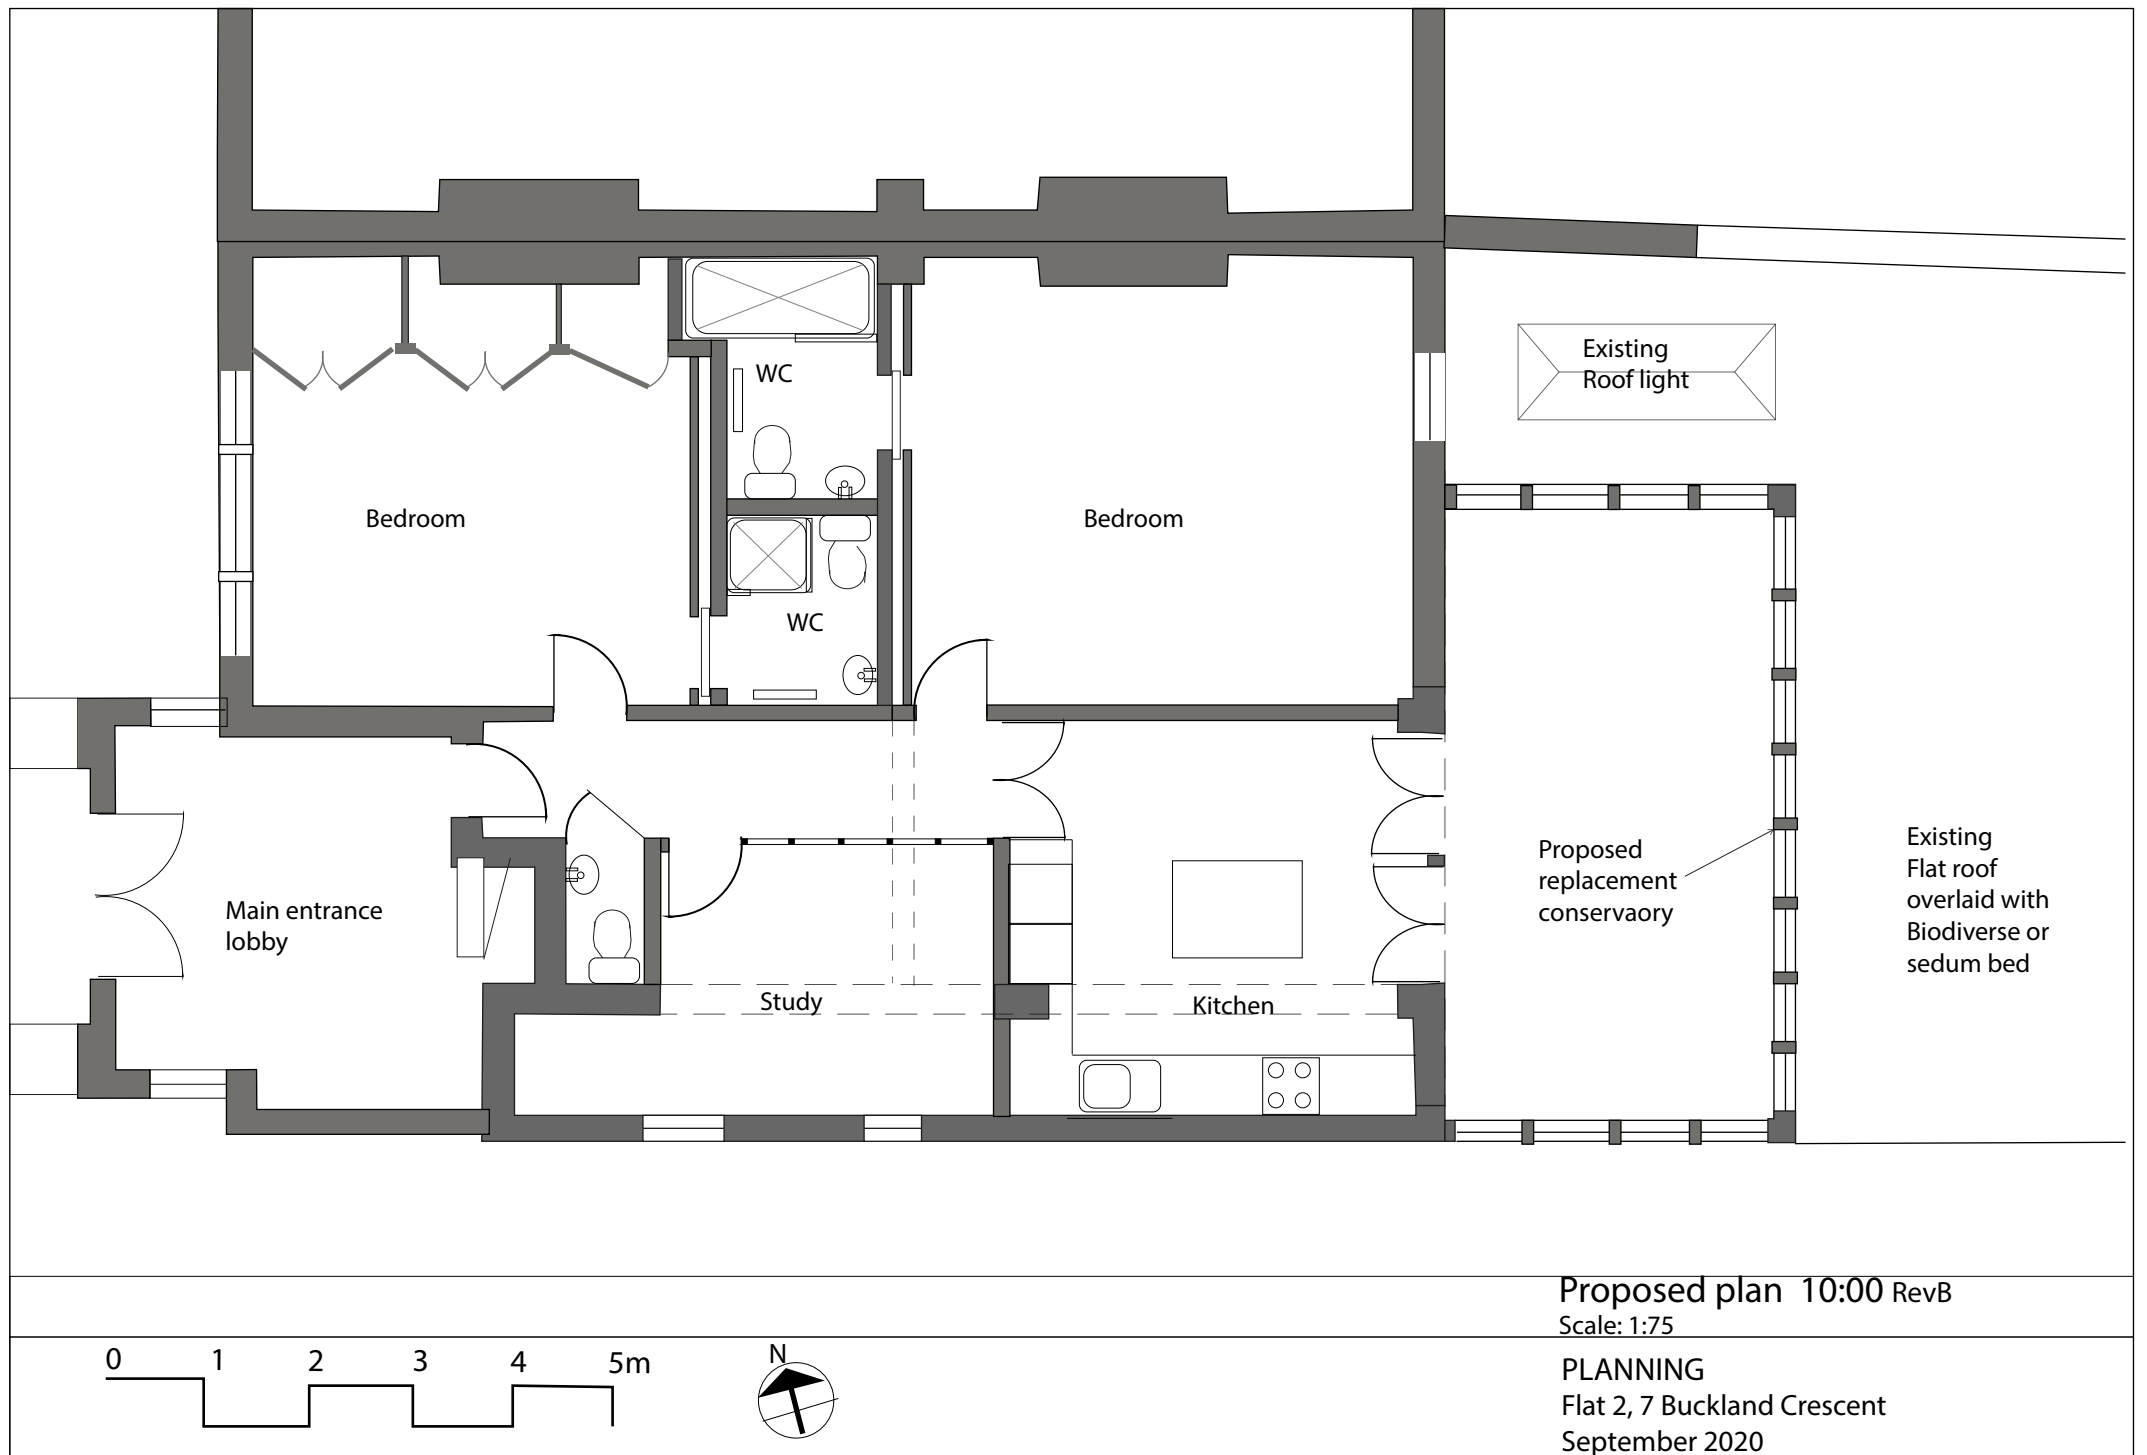 Existing
Roof light
WC
Bedroom
Bedroom
WC
Main entrance
lobby
Study
Kitchen
Proposed
replacement
conservaory
Existing
Flat roof
overlaid with
Biodiverse or
sedum bed
Proposed plan 10:00 RevB
Scale: 1:75
0 1 2 3 4 5m
N
PLANNING
Flat 2, 7 Buckland Crescent
September 2020